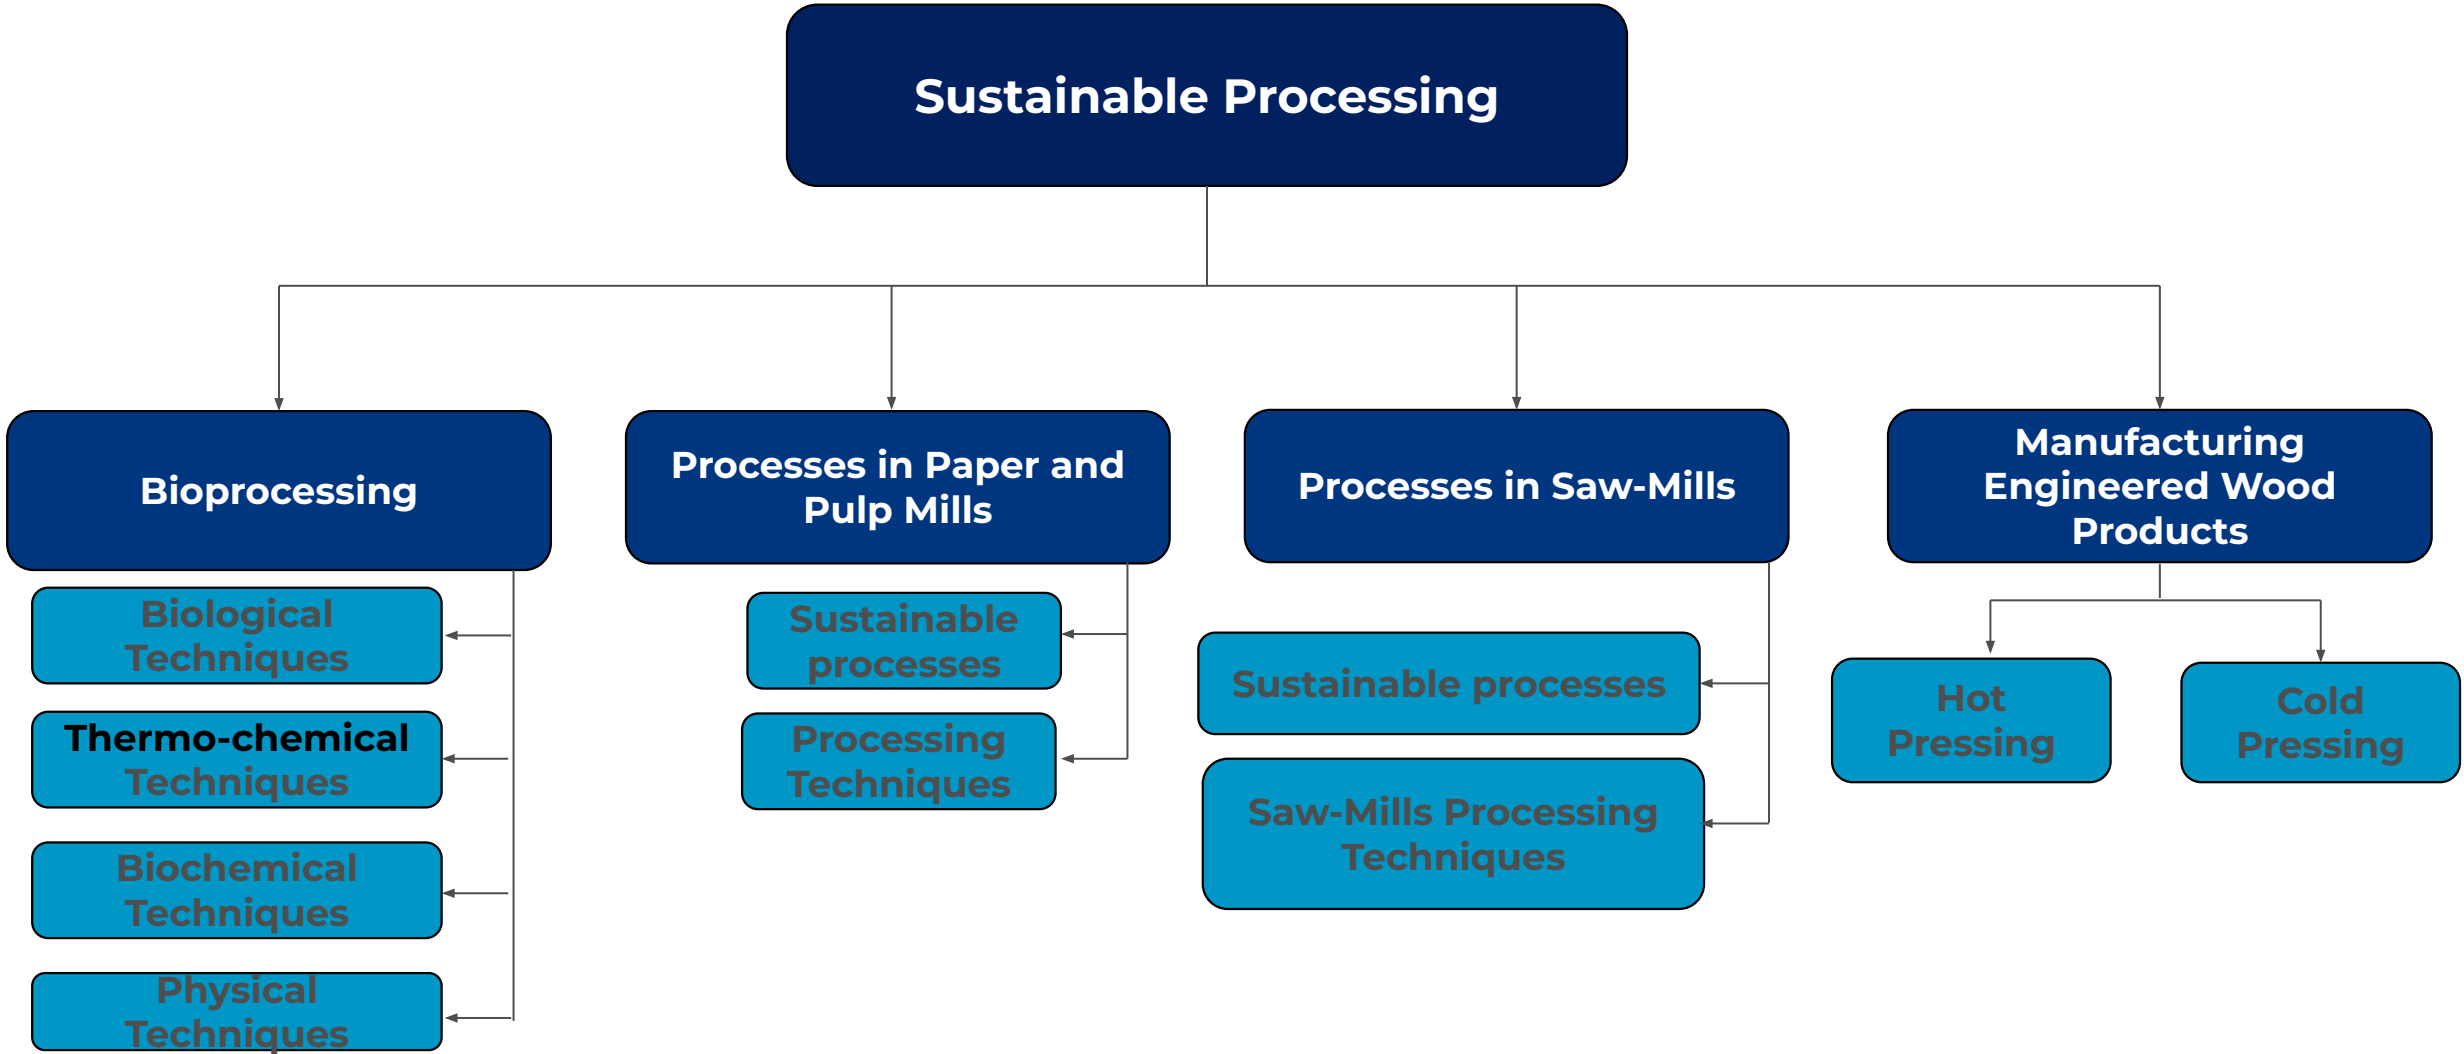 Sustainable Processing
Bioprocessing
Biological
Techniques
Thermo-chemical
Techniques
Biochemical
Techniques
Physical
Techniques
Processes in Paper and
Pulp Mills
Sustainable
processes
Processing
Techniques
Processes in Saw-Mills
Sustainable processes
Saw-Mills Processing
Techniques
Manufacturing
Engineered Wood
Products
Hot
Pressing
Cold
Pressing